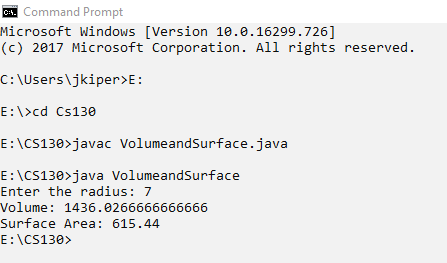 Command Prompt
Microsoft Windows [Version 10.0.16299.726]
(c) 2017 Microsoft Corporation. All rights reserved.
C:\Users\jkiper>E:
E:\>cd Cs130
E:\CS130>javac VolumeandSurface.java
E:\CS130>java VolumeandSurface
Enter the radius: 7
Volume: 1436.0266666666666
Surface Area: 615.44
E:\CS130>